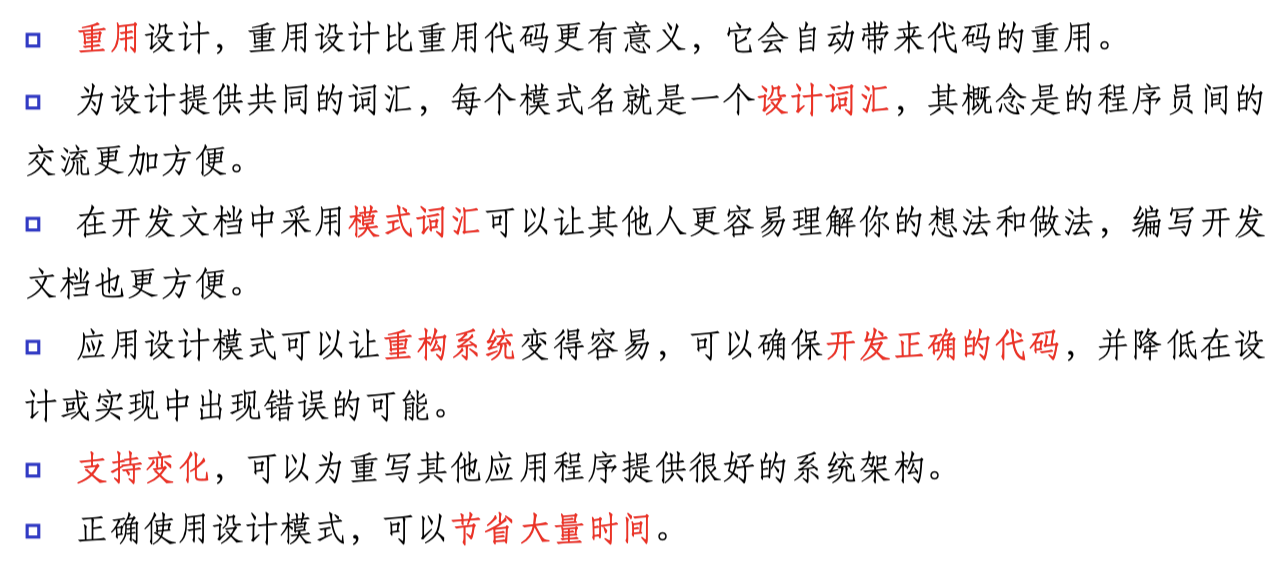 重用设计，重用设计比重用代码更有意义，它会自动带来代码的重用。
为设计提供共同的词汇，每个模式名就是一个设计词汇，其概念是的程序员间的
交流更加方便。
在开发文档中采用模式词汇可以让其他人更容易理解你的想法和做法，编写开发
文档也更方便。
应用设计模式可以让重构系统变得容易，可以确保开发正确的代码，并降低在设
计或实现中出现错误的可能。
支持变化，可以为重写其他应用程序提供很好的系统架构。
正确使用设计模式，可以节省大量时间。